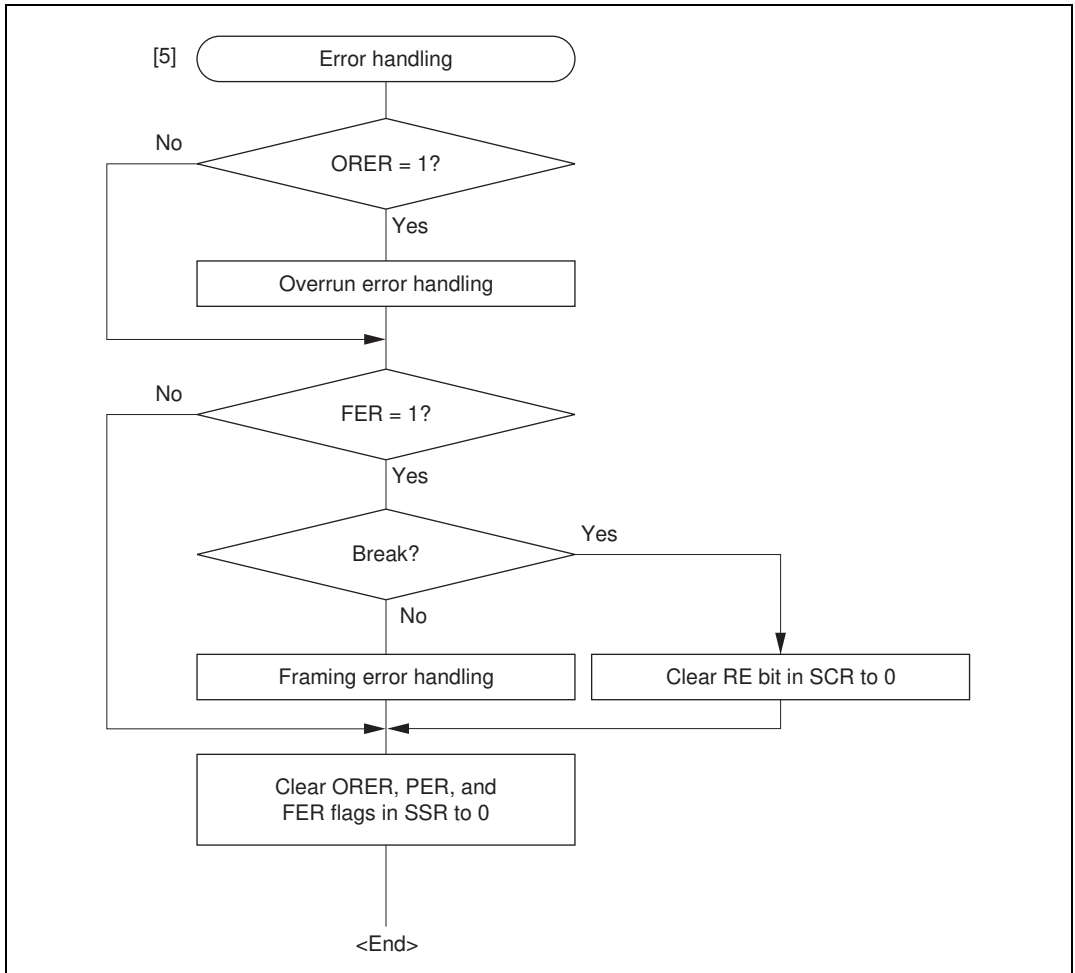 [5]
Error handling
No
ORER = 1?
Yes
Overrun error handling
No
FER = 1?
Yes
Break?
Yes
No
Framing error handling
Clear RE bit in SCR to 0
Clear ORER, PER, and
FER flags in SSR to 0
<End>